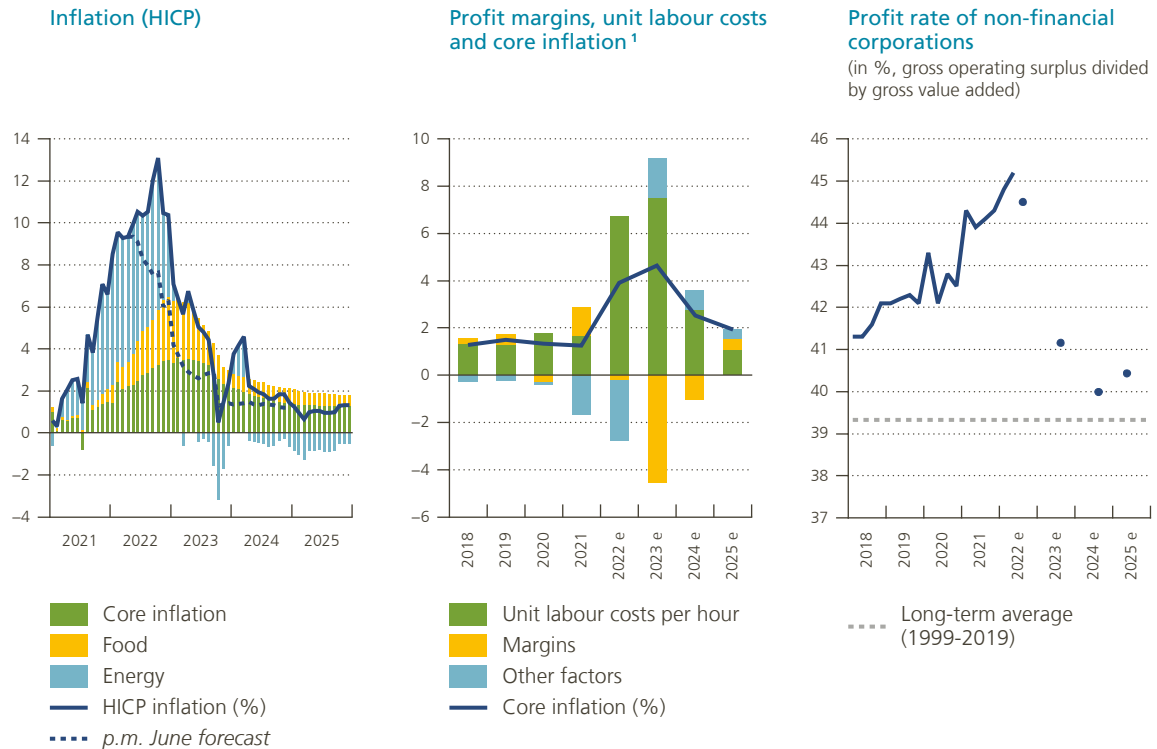 Inflation (HICP)
14
12
10
8
6
4
2
0
−2
−4
2021
2022
2023
2024
2025
Core inflation
Food
Energy
HICP inflation (%)
p.m. June forecast
Profit margins, unit labour costs
and core inflation 1
10
8
6
4
2
0
−2
−4
−6
2018
2019
2020
2021
2022 e
2023 e
2024 e
2025 e
Unit labour costs per hour
Margins
Other factors
Core inflation (%)
Profit rate of non-financial
corporations
(in %, gross operating surplus divided
by gross value added)
46
45
44
43
42
41
40
39
38
37
2018
2019
2020
2021
2022 e
2023 e
2024 e
2025 e
Long-term average
(1999-2019)